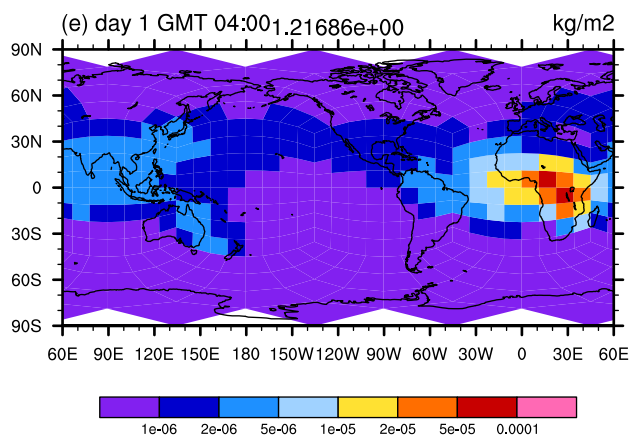 (e) day 1 GMT 04:00 1.21686e+00 kg/m2
90N
60N
30N
0
30S
60S
90S
60E 90E 120E 150E 180 150W 120W 90W 60W 30W 0 30E 60E
1e-06 2e-06 5e-06 1e-05 2e-05 5e-05 0.0001